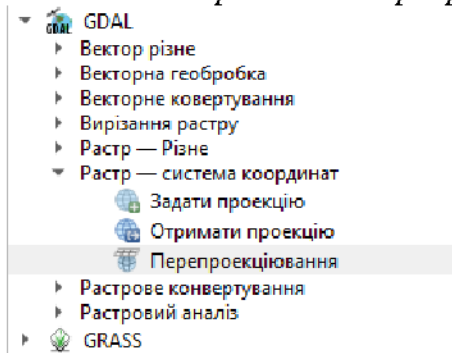 GDAL
Вектор різне
Векторна геобробка
Векторне ковертування
Вирізання растру
Растр — Різне
Растр — система координат
Задати проекцію
Отримати проекцію
Перепроекціювання
Растрове конвертування
Растровий аналіз
GRASS